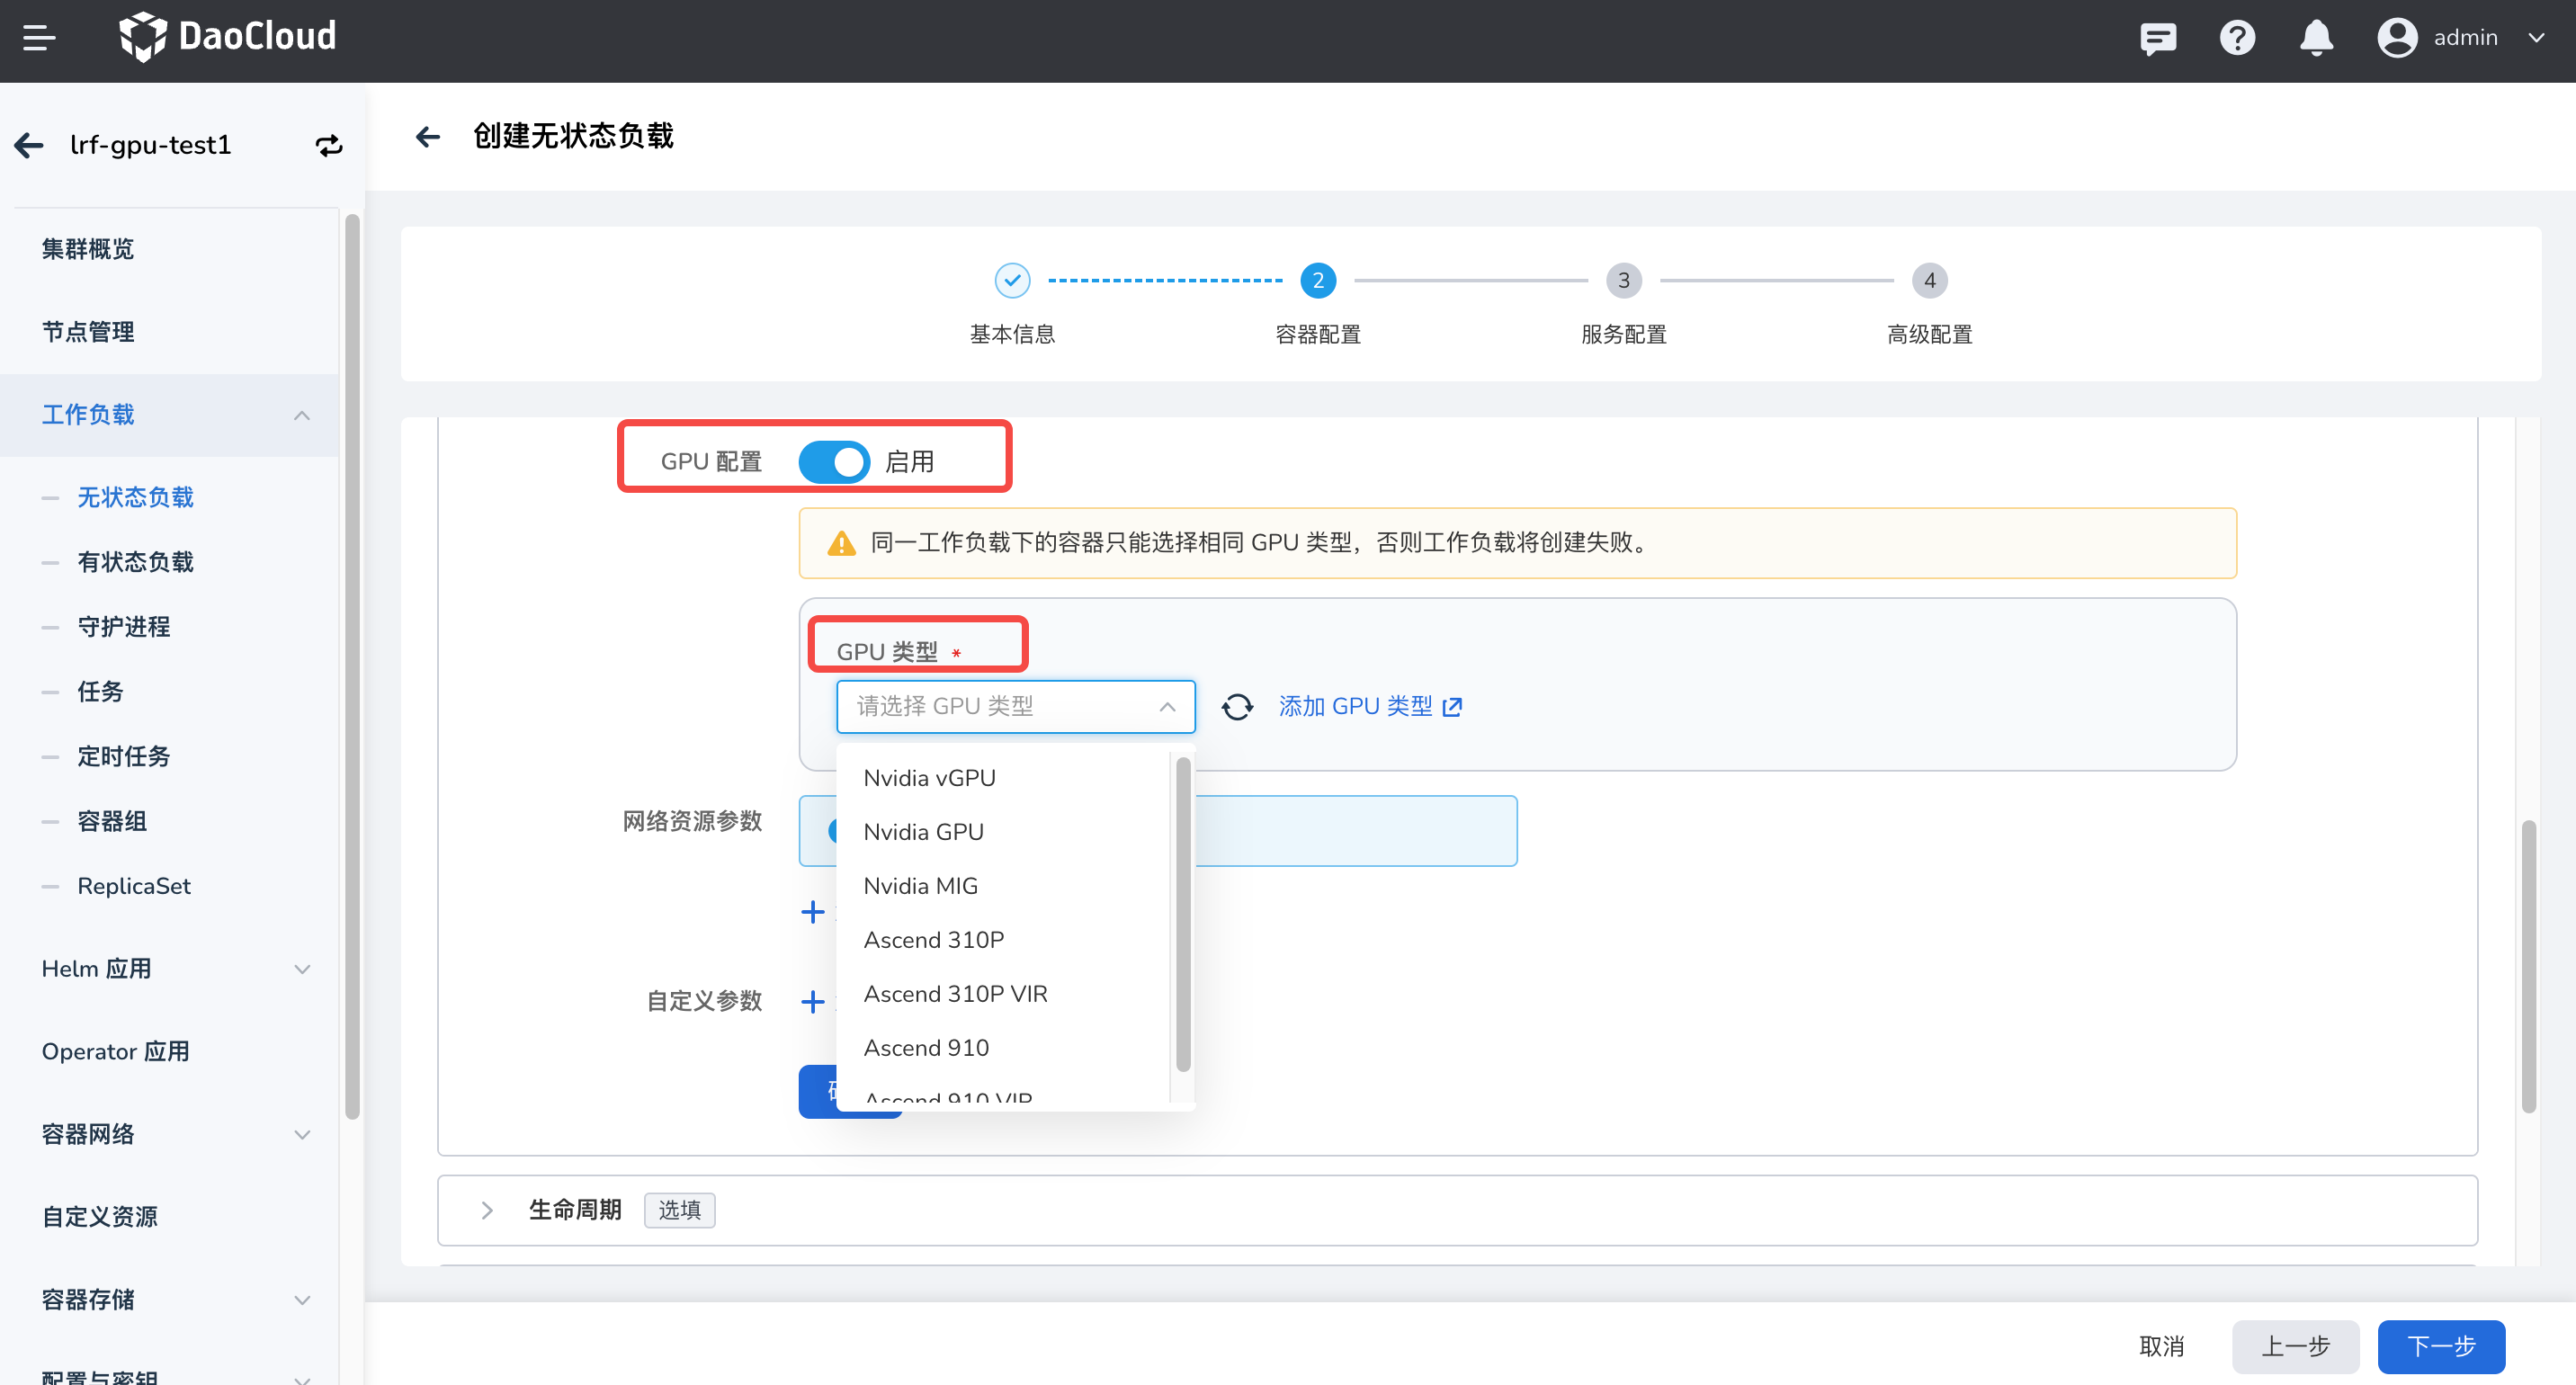 DaoCloud
admin
lrf-gpu-test1
集群概览
节点管理
工作负载
无状态负载
有状态负载
守护进程
任务
定时任务
容器组
ReplicaSet
Helm 应用
Operator 应用
容器网络
自定义资源
容器存储
配置与密钥
创建无状态负载
2
3
4
基本信息
容器配置
服务配置
高级配置
GPU 配置
启用
同一工作负载下的容器只能选择相同 GPU 类型，否则工作负载将创建失败。
GPU 类型 *
请选择 GPU 类型
添加 GPU 类型
Nvidia vGPU
Nvidia GPU
Nvidia MIG
Ascend 310P
Ascend 310P VIR
Ascend 910
Ascend 910 VIR
网络资源参数
自定义参数
生命周期
选填
取消
上一步
下一步